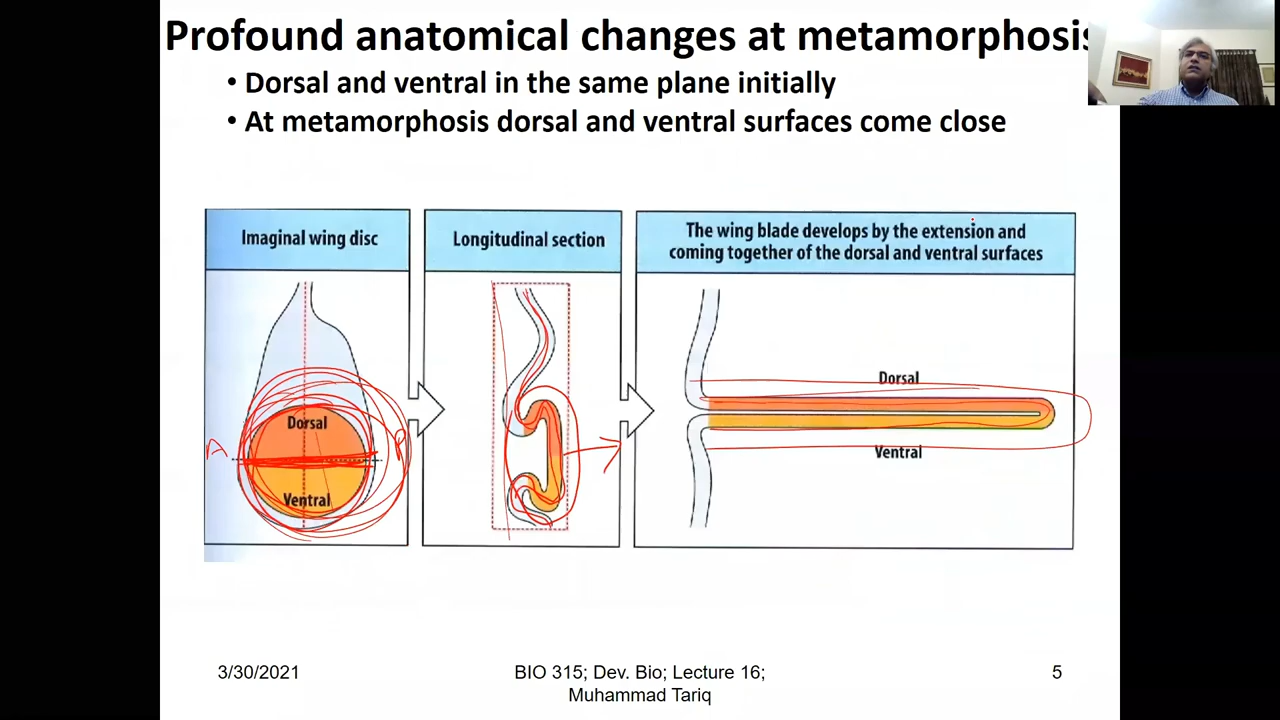 Profound anatomical changes at metamorphosis
• Dorsal and ventral in the same plane initially
• At metamorphosis dorsal and ventral surfaces come close
Imaginal wing disc
Longitudinal section
The wing blade develops by the extension and
coming together of the dorsal and ventral surfaces
Dorsal
Ventral
A
P
Dorsal
Ventral
3/30/2021
BIO 315; Dev. Bio; Lecture 16;
Muhammad Tariq
5